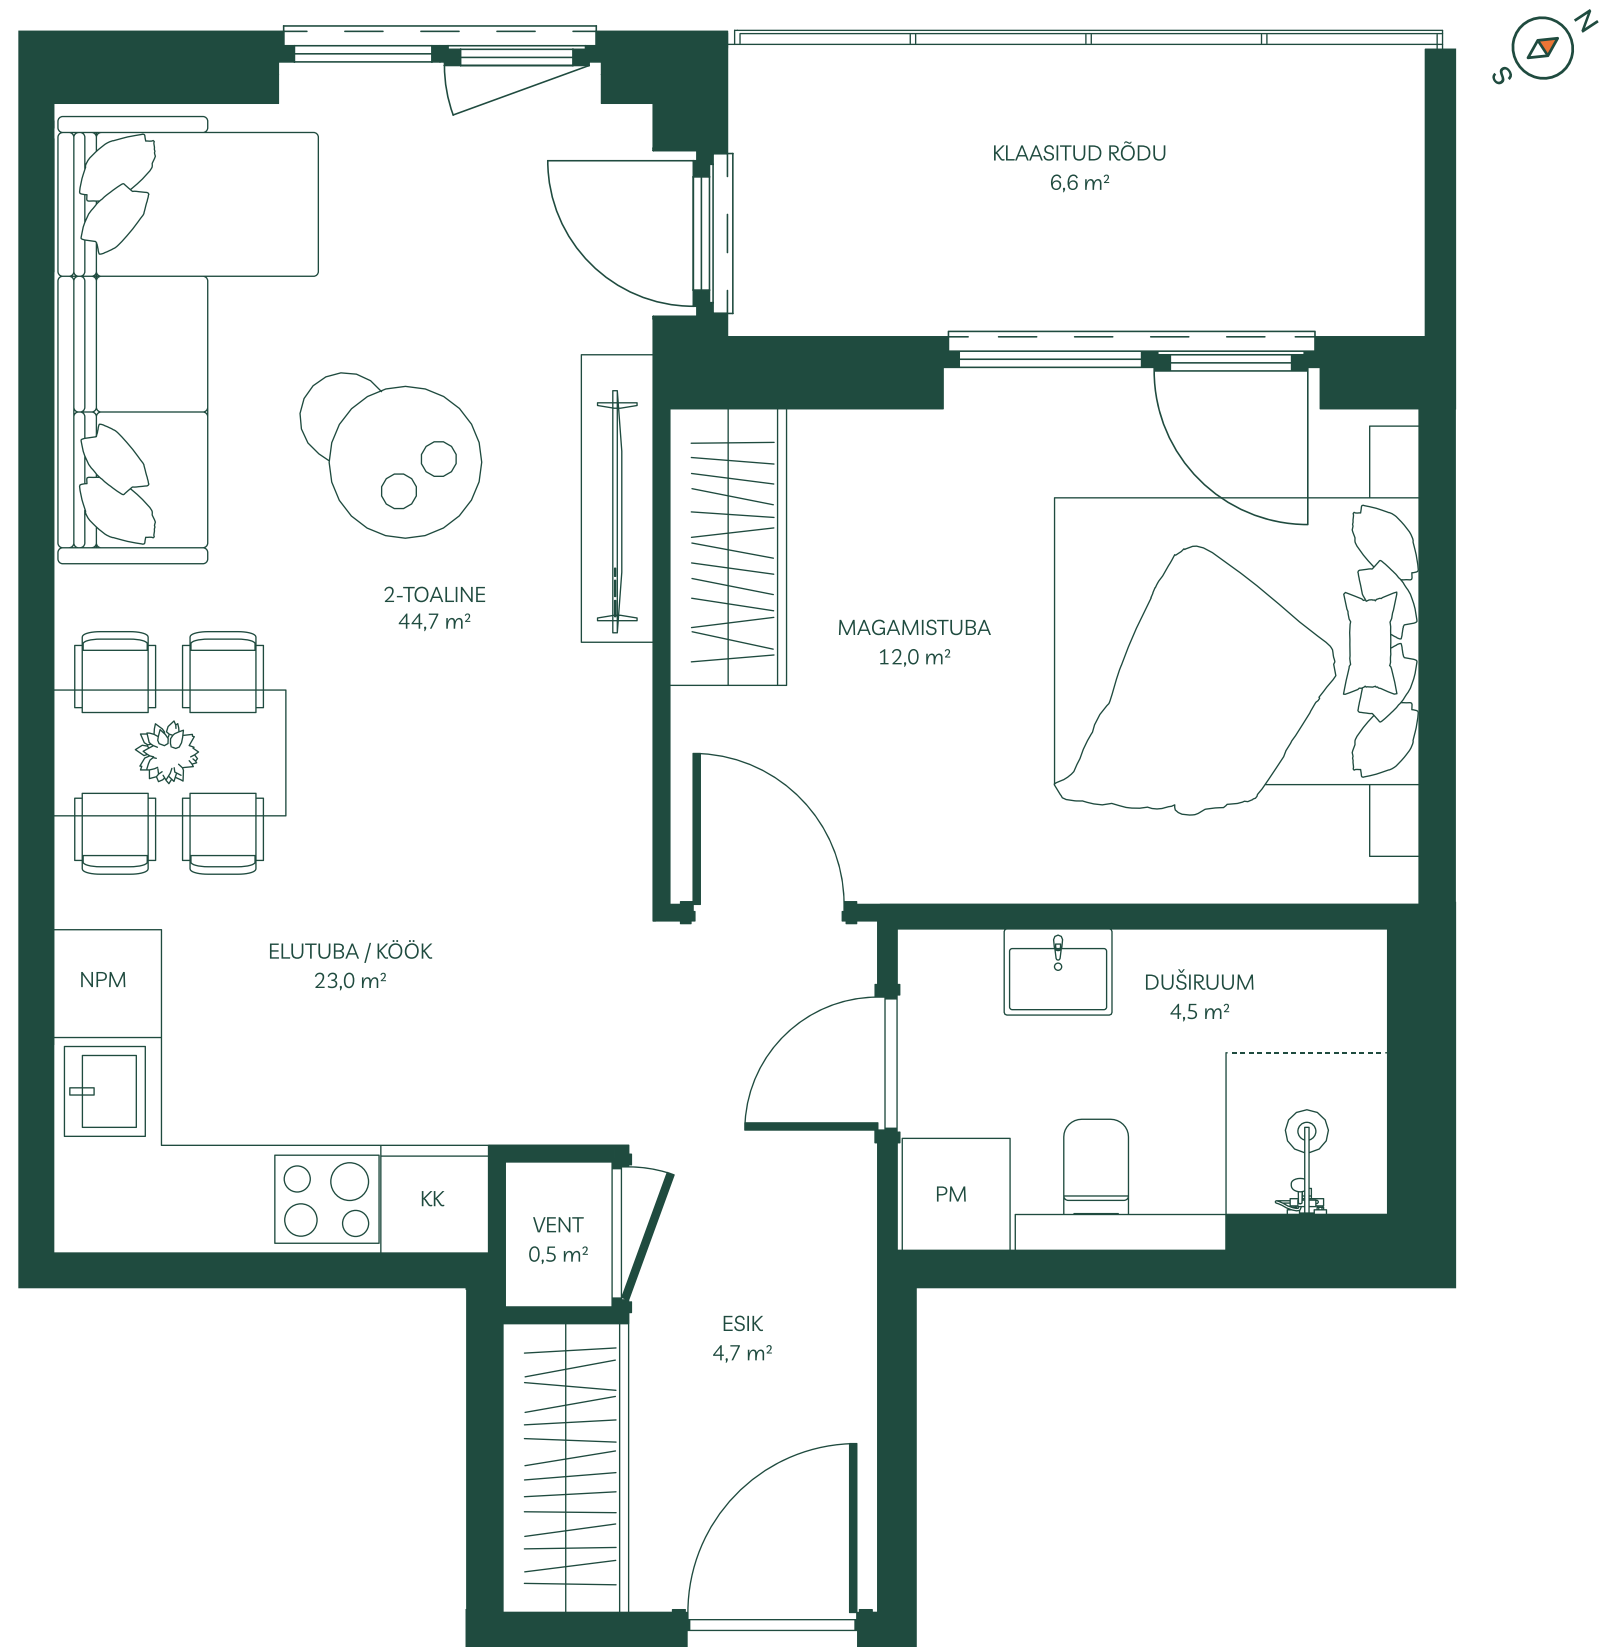 N
S
KLAASITUD RÕDU
6,6 m²
2-TOALINE
44,7 m²
MAGAMISTUBA
12,0 m²
ELUTUBA / KÖÖK
23,0 m²
NPM
DUŠIRUUM
4,5 m²
KK
PM
VENT
0,5 m²
ESIK
4,7 m²